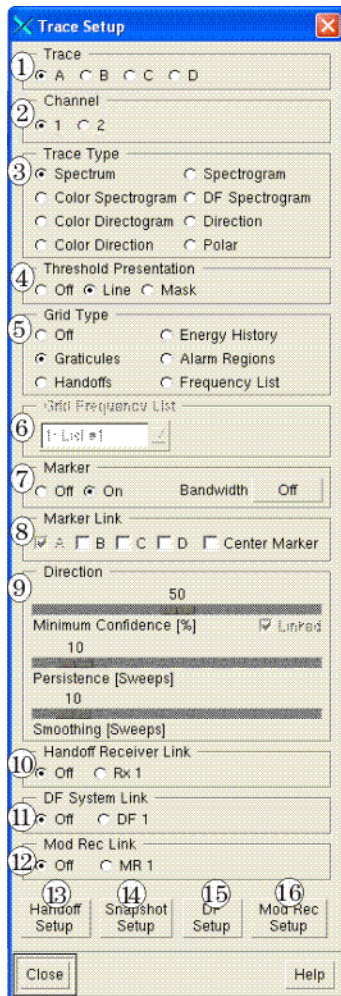 Trace Setup
Trace
1 A B C D
Channel
2 1 2
Trace Type
3 Spectrum Spectrogram
Color Spectrogram DF Spectrogram
Color Directogram Direction
Color Direction Polar
Threshold Presentation
4 Off Line Mask
Grid Type
5 Off Energy History
Graticules Alarm Regions
Handoffs Frequency List
Grid Frequency List
6 1: List #1
Marker
7 Off On Bandwidth Off
Marker Link
8 A B C D Center Marker
Direction
9
50
Minimum Confidence [%] Linked
10
Persistence [Sweeps]
10
Smoothing [Sweeps]
Handoff Receiver Link
10 Off Rx 1
DF System Link
11 Off DF 1
Mod Rec Link
12 Off MR 1
13 14 15 16
Handoff Snapshot DF Mod Rec
Setup Setup Setup Setup
Close Help